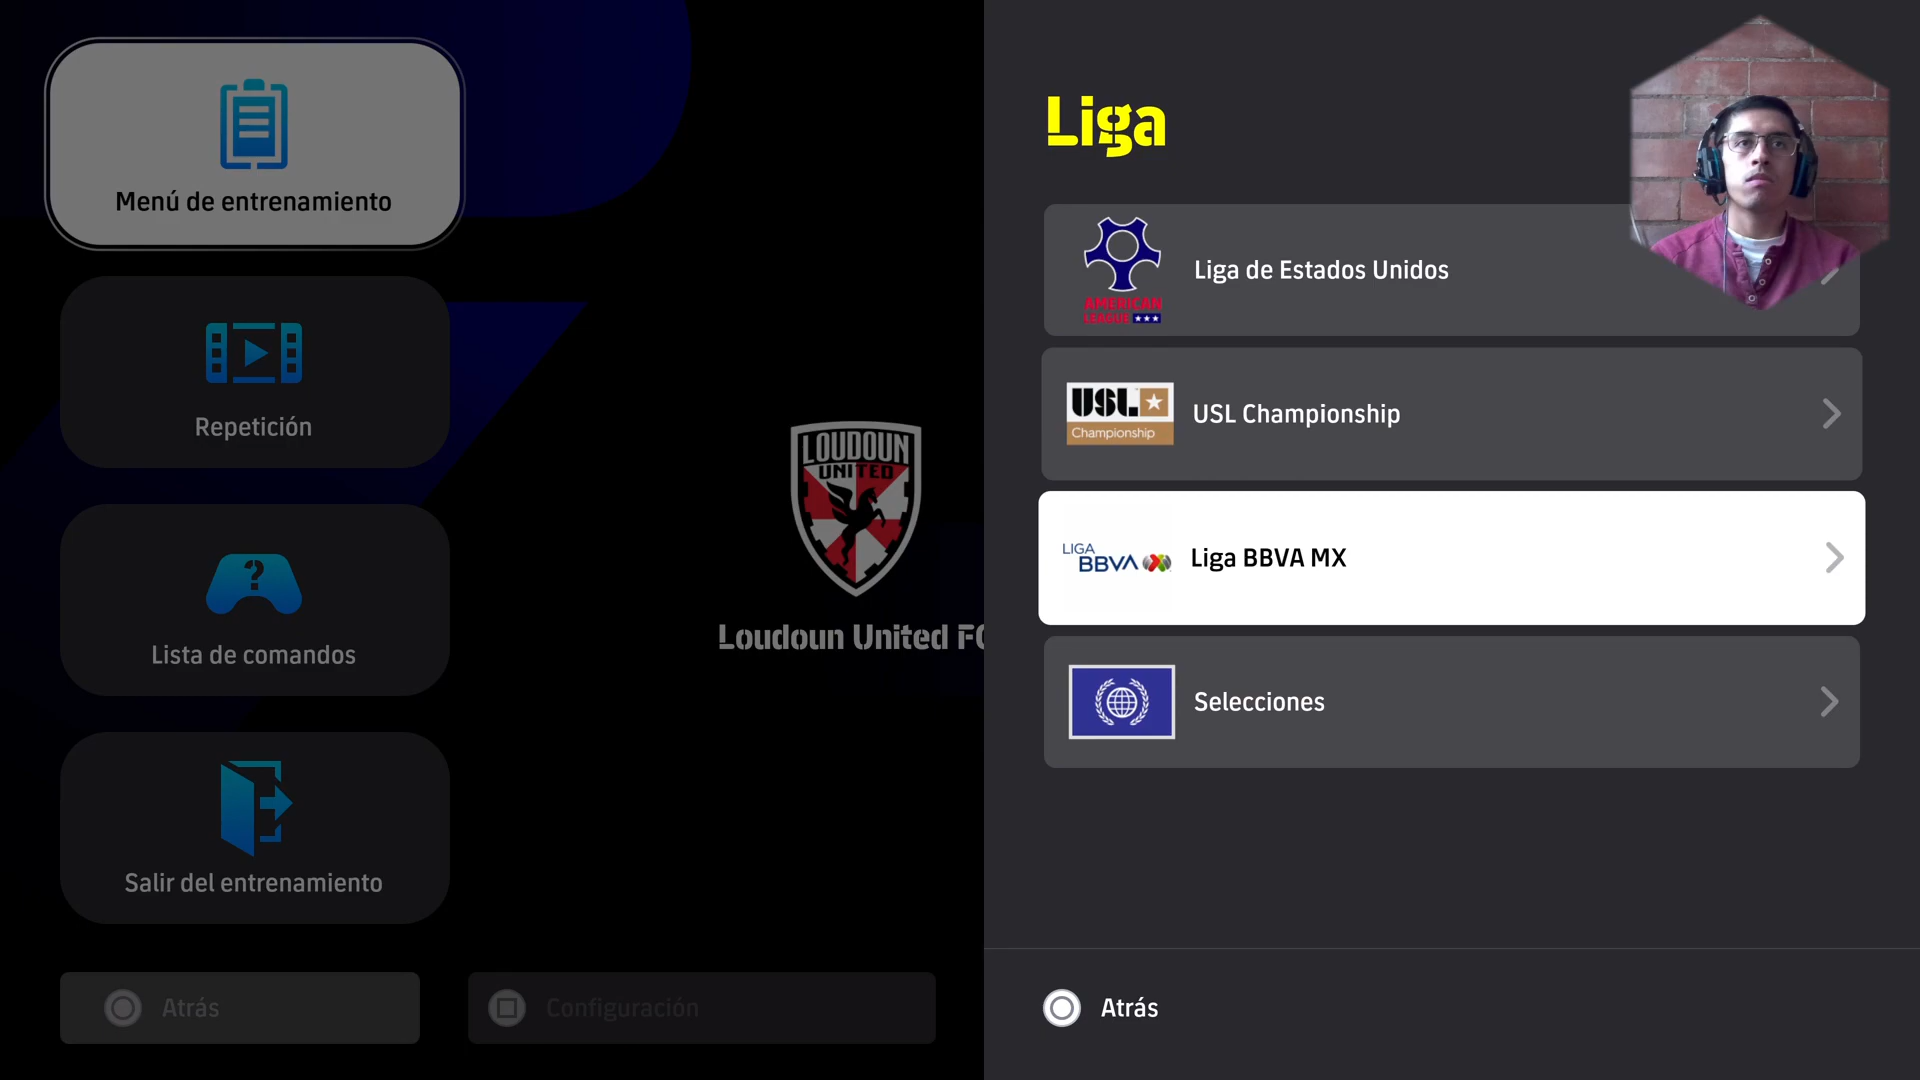 Menú de entrenamiento
Repetición
Lista de comandos
Salir del entrenamiento
Atrás
Configuración
LOUDOUN
UNITED
Loudoun United FC
Liga
AMERICAN
LEAGUE
Liga de Estados Unidos
USL
Championship
USL Championship
LIGA
BBVA
Liga BBVA MX
Selecciones
Atrás